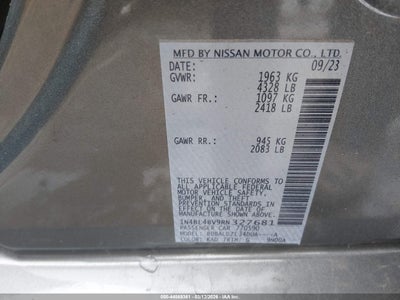 MFD BY NISSAN MOTOR CO., LTD.
DATE: 09/23
GVWR: 1963 KG
4328 LB
GAWR FR: 1097 KG
2418 LB
GAWR RR: 945 KG
2083 LB
THIS VEHICLE CONFORMS TO ALL
APPLICABLE FEDERAL
MOTOR VEHICLE SAFETY, BUMPER,
AND THEFT PREVENTION
STANDARDS IN EFFECT ON THE DATE
OF MANUFACTURE SHOWN ABOVE.
1N4BL4BV9RN327681
PASSENGER CAR
COLOR: KAD G